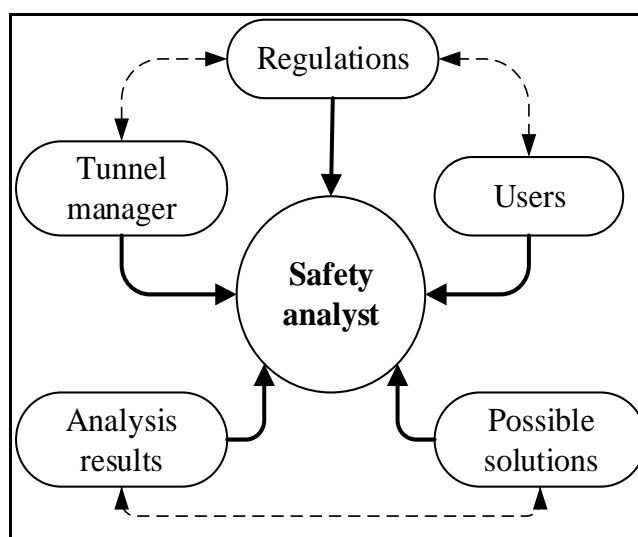 Regulations
Tunnel
manager
Users
Safety
analyst
Analysis
results
Possible
solutions